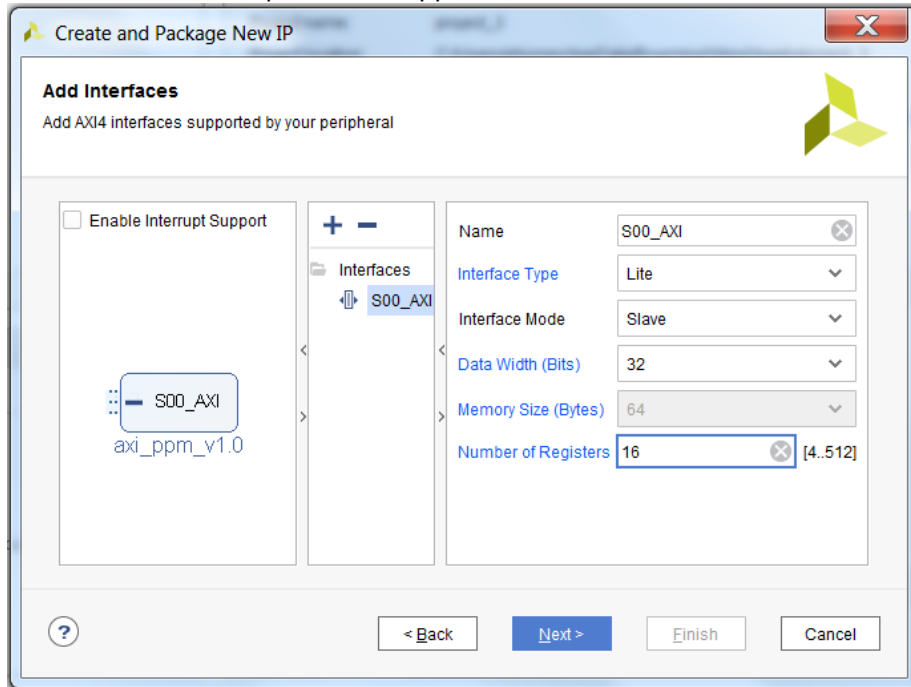 Create and Package New IP
Add Interfaces
Add AXI4 interfaces supported by your peripheral
Enable Interrupt Support
S00_AXI
axi_ppm_v1.0
Interfaces
S00_AXI
Name S00_AXI
Interface Type Lite
Interface Mode Slave
Data Width (Bits) 32
Memory Size (Bytes) 64
Number of Registers 16 [4..512]
? < Back Next > Finish Cancel